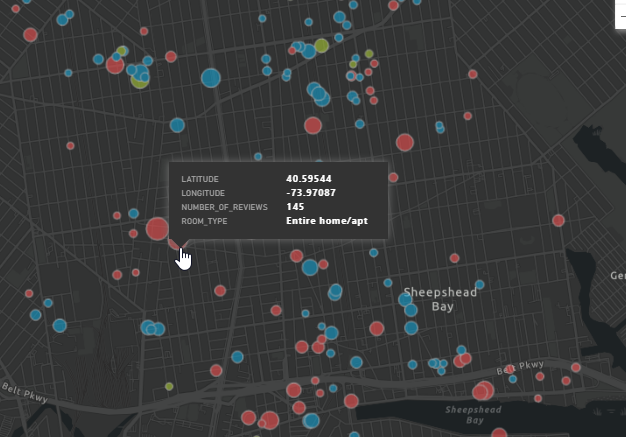 LATITUDE 40.59544
LONGITUDE -73.97087
NUMBER_OF_REVIEWS 145
ROOM_TYPE Entire home/apt
Sheepshead
Bay
Ger
Belt Pkwy
Belt Pkwy
Sheepshead
Bay